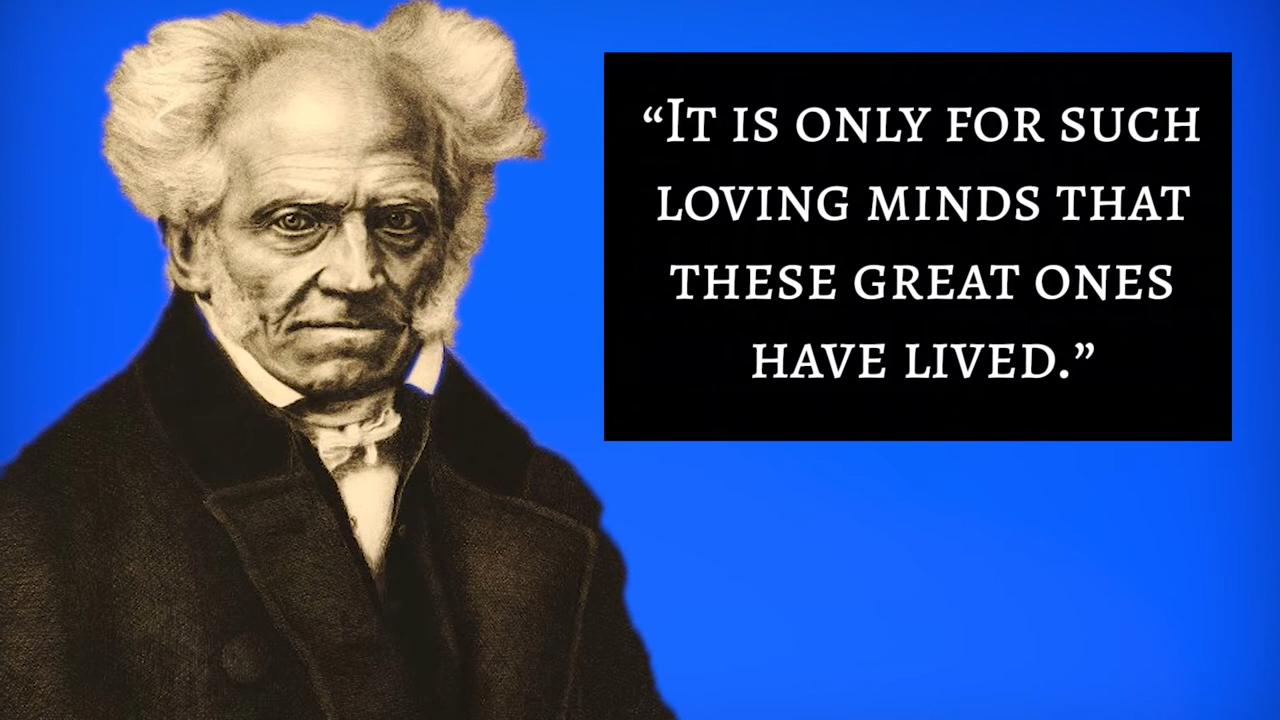 “It is only for such
loving minds that
these great ones
have lived.”